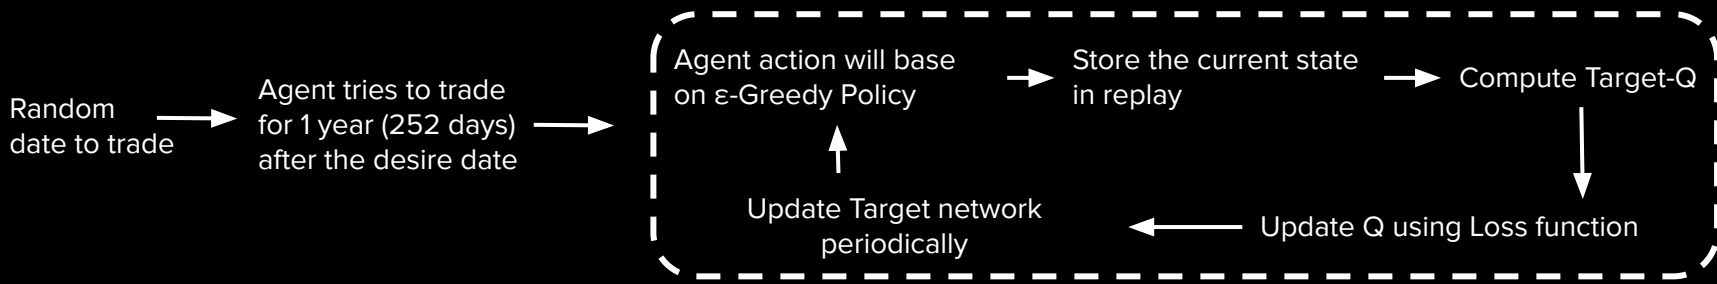 Random
date to trade
Agent tries to trade
for 1 year (252 days)
after the desire date
Agent action will base
on ε-Greedy Policy
Store the current state
in replay
Compute Target-Q
Update Q using Loss function
Update Target network
periodically